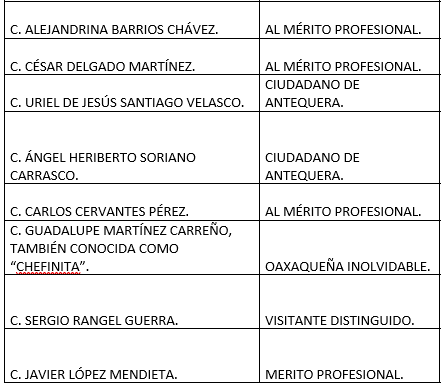 C. ALEJANDRINA BARRIOS CHÁVEZ. AL MÉRITO PROFESIONAL.
C. CÉSAR DELGADO MARTÍNEZ. AL MÉRITO PROFESIONAL.
C. URIEL DE JESÚS SANTIAGO VELASCO. CIUDADANO DE
ANTEQUERA.
C. ÁNGEL HERIBERTO SORIANO
CARRASCO. CIUDADANO DE
ANTEQUERA.
C. CARLOS CERVANTES PÉREZ. AL MÉRITO PROFESIONAL.
C. GUADALUPE MARTÍNEZ CARREÑO,
TAMBIÉN CONOCIDA COMO
“CHEFINITA”. OAXAQUEÑA INOLVIDABLE.
C. SERGIO RANGEL GUERRA. VISITANTE DISTINGUIDO.
C. JAVIER LÓPEZ MENDIETA. MERITO PROFESIONAL.